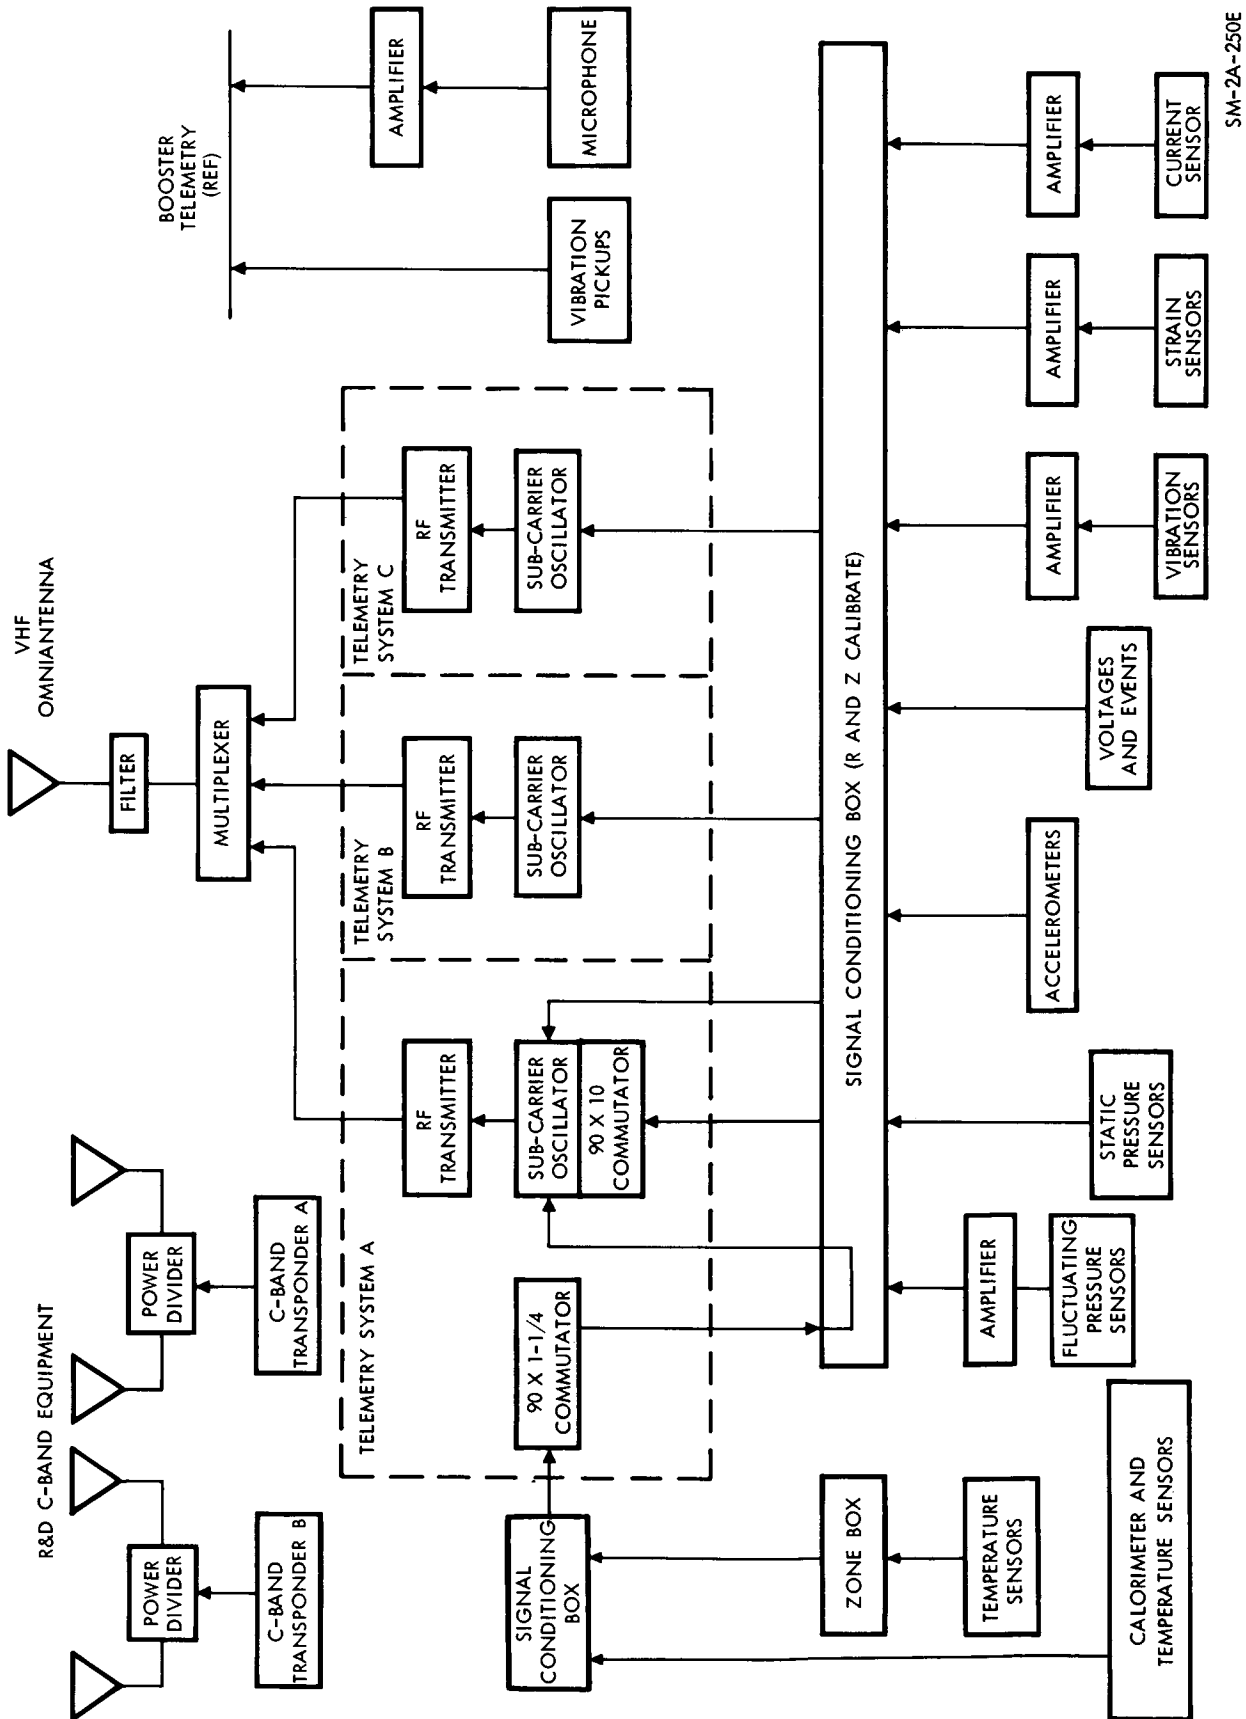 R&D C-BAND EQUIPMENT
POWER
DIVIDER
C-BAND
TRANSPONDER B
POWER
DIVIDER
C-BAND
TRANSPONDER A
VHF
OMNIANTENNA
FILTER
MULTIPLEXER
BOOSTER
TELEMETRY
(REF)
AMPLIFIER
MICROPHONE
VIBRATION
PICKUPS
TELEMETRY SYSTEM A
RF
TRANSMITTER
SUB-CARRIER
OSCILLATOR
90 X 10
COMMUTATOR
90 X 1-1/4
COMMUTATOR
TELEMETRY
SYSTEM B
RF
TRANSMITTER
SUB-CARRIER
OSCILLATOR
TELEMETRY
SYSTEM C
RF
TRANSMITTER
SUB-CARRIER
OSCILLATOR
SIGNAL
CONDITIONING
BOX
SIGNAL CONDITIONING BOX (R AND Z CALIBRATE)
ZONE BOX
TEMPERATURE
SENSORS
CALORIMETER AND
TEMPERATURE SENSORS
AMPLIFIER
FLUCTUATING
PRESSURE
SENSORS
STATIC
PRESSURE
SENSORS
ACCELEROMETERS
VOLTAGES
AND EVENTS
AMPLIFIER
VIBRATION
SENSORS
AMPLIFIER
STRAIN
SENSORS
AMPLIFIER
CURRENT
SENSOR
SM-2A-250E